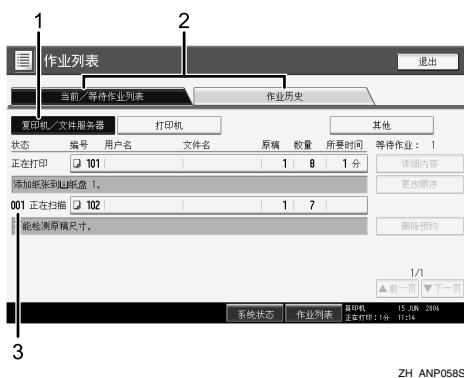 1 2
作业列表 退出
当前/等待作业列表 作业历史
复印机/文件服务器 打印机 其他
状态 编号 用户名 文件名 原稿 数量 所要时间 等待作业: 1
正在打印 101 1 8 1 分 详细内容
添加纸张到纸盘 1。 更改顺序
001 正在扫描 102 1 7
能检测原稿尺寸。 删除预约
1/1
▲前一页 ▼下一页
系统状态 作业列表 复印机 15 JUN 2006
正在打印:1分 11:14
3
ZH ANP058S